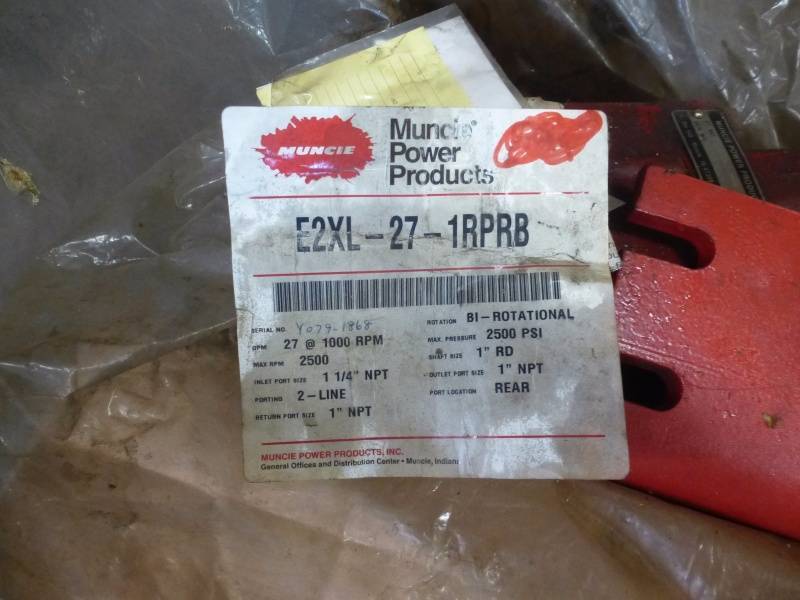 MUNCIE
Muncie®
Power
Products
E2XL-27-1RPRB
SERIAL NO. Y079-1868
GPM 27 @ 1000 RPM
MAX RPM 2500
INLET PORT SIZE 1 1/4" NPT
PORTING 2-LINE
RETURN PORT SIZE 1" NPT
ROTATION BI-ROTATIONAL
MAX. PRESSURE 2500 PSI
SHAFT SIZE 1" RD
OUTLET PORT SIZE 1" NPT
PORT LOCATION REAR
MUNCIE POWER PRODUCTS, INC.
General Offices and Distribution Center • Muncie, Indiana
MUNCIE POWER PRODUCTS